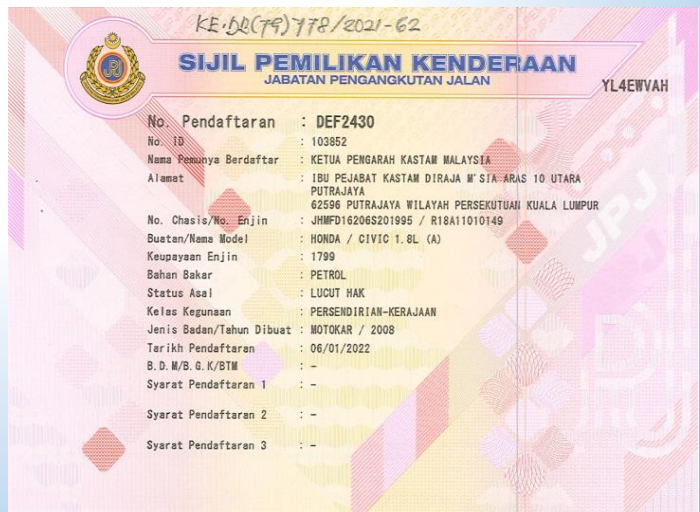 KE.DD(T9)778/2021-62
SIJIL PEMILIKAN KENDERAAN
JABATAN PENGANGKUTAN JALAN
YL4EWVAH
No. Pendaftaran : DEF2430
No. ID : 103852
Nama Pemunya Berdaftar : KETUA PENGARAH KASTAM MALAYSIA
Alamat : IBU PEJABAT KASTAM DIRAJA M'SIA ARAS 10 UTARA
PUTRAJAYA
62596 PUTRAJAYA WILAYAH PERSEKUTUAN KUALA LUMPUR
No. Chasis/No. Enjin : JHMFD16206S201995 / R18A11010149
Buatan/Nama Model : HONDA / CIVIC 1.8L (A)
Keupayaan Enjin : 1799
Bahan Bakar : PETROL
Status Asal : LUCUT HAK
Kelas Kegunaan : PERSENDIRIAN-KERAJAAN
Jenis Badan/Tahun Dibuat : MOTOKAR / 2008
Tarikh Pendaftaran : 06/01/2022
B.D.M/B.G.K/BTM : -
Syarat Pendaftaran 1 : -
Syarat Pendaftaran 2 : -
Syarat Pendaftaran 3 : -
JPJ